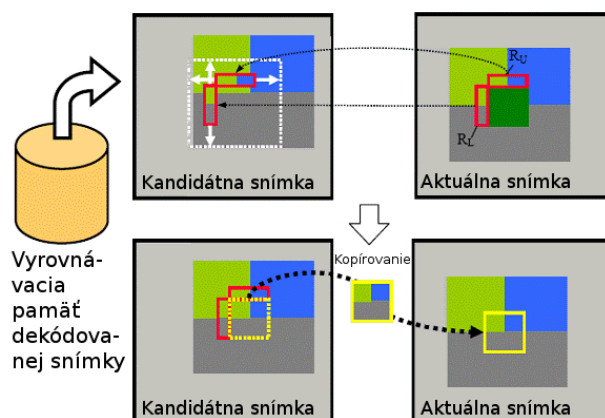 R_U
R_L
Kandidátna snímka
Aktuálna snímka
Vyrovná-
vacia
pamäť
dekódova-
nej snímky
Kopírovanie
Kandidátna snímka
Aktuálna snímka